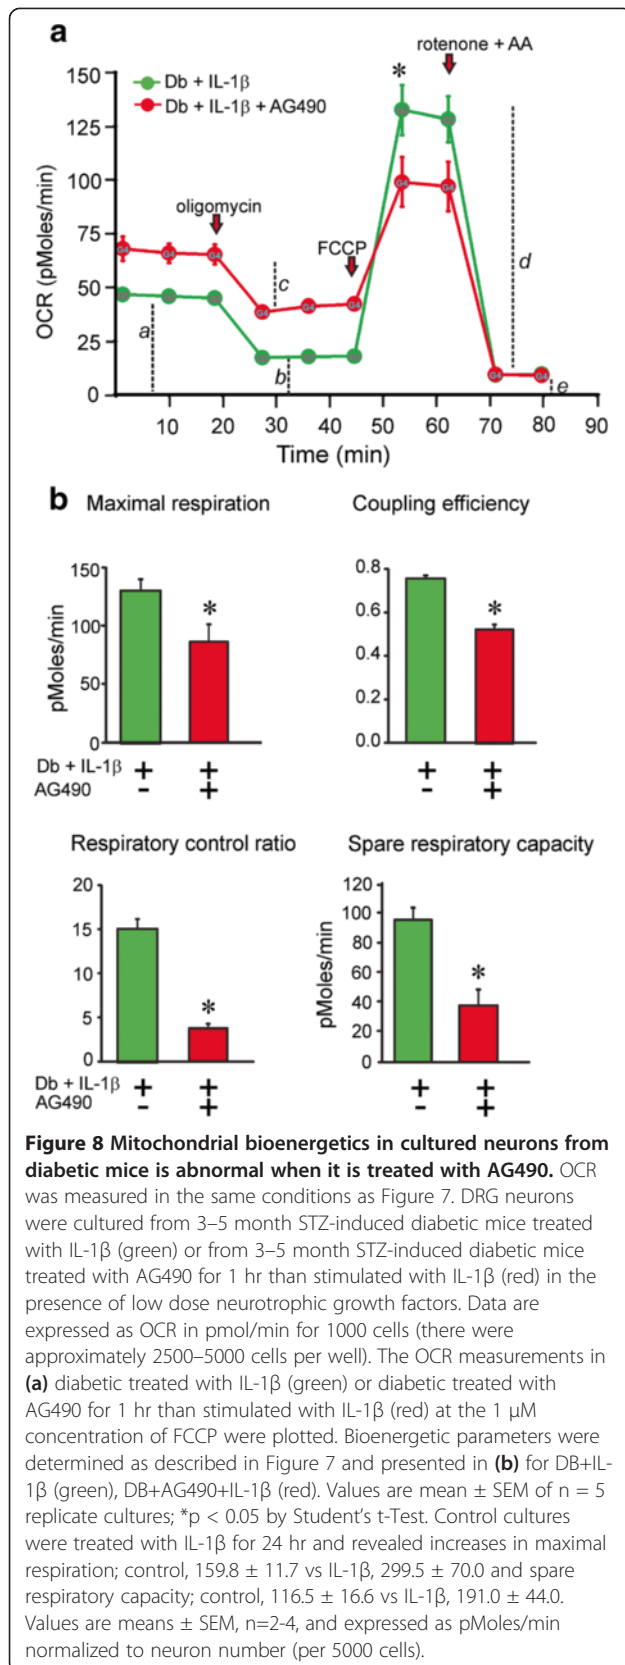 a
rotenone + AA
150
*
Db + IL-1β
Db + IL-1β + AG490
125
100
oligomycin
75
FCCP
c
50
d
25
a
b
e
0
OCR (pMoles/min)
G4 G4 G4 G4 G4 G4 G4 G4 G4 G4
10 20 30 40 50 60 70 80 90
Time (min)
b
Maximal respiration Coupling efficiency
150
100
50
0
pMoles/min
*
0.8
0.6
0.4
0.2
0.0
*
Db + IL-1β + + + +
AG490 - + - +
Respiratory control ratio Spare respiratory capacity
20
15
10
5
0
*
120
100
80
60
40
20
0
pMoles/min
*
Db + IL-1β + + + +
AG490 - + - +
Figure 8 Mitochondrial bioenergetics in cultured neurons from
diabetic mice is abnormal when it is treated with AG490. OCR
was measured in the same conditions as Figure 7. DRG neurons
were cultured from 3–5 month STZ-induced diabetic mice treated
with IL-1β (green) or from 3–5 month STZ-induced diabetic mice
treated with AG490 for 1 hr than stimulated with IL-1β (red) in the
presence of low dose neurotrophic growth factors. Data are
expressed as OCR in pmol/min for 1000 cells (there were
approximately 2500–5000 cells per well). The OCR measurements in
(a) diabetic treated with IL-1β (green) or diabetic treated with
AG490 for 1 hr than stimulated with IL-1β (red) at the 1 μM
concentration of FCCP were plotted. Bioenergetic parameters were
determined as described in Figure 7 and presented in (b) for DB+IL-
1β (green), DB+AG490+IL-1β (red). Values are mean ± SEM of n = 5
replicate cultures; *p < 0.05 by Student's t-Test. Control cultures
were treated with IL-1β for 24 hr and revealed increases in maximal
respiration; control, 159.8 ± 11.7 vs IL-1β, 299.5 ± 70.0 and spare
respiratory capacity; control, 116.5 ± 16.6 vs IL-1β, 191.0 ± 44.0.
Values are means ± SEM, n=2-4, and expressed as pMoles/min
normalized to neuron number (per 5000 cells).